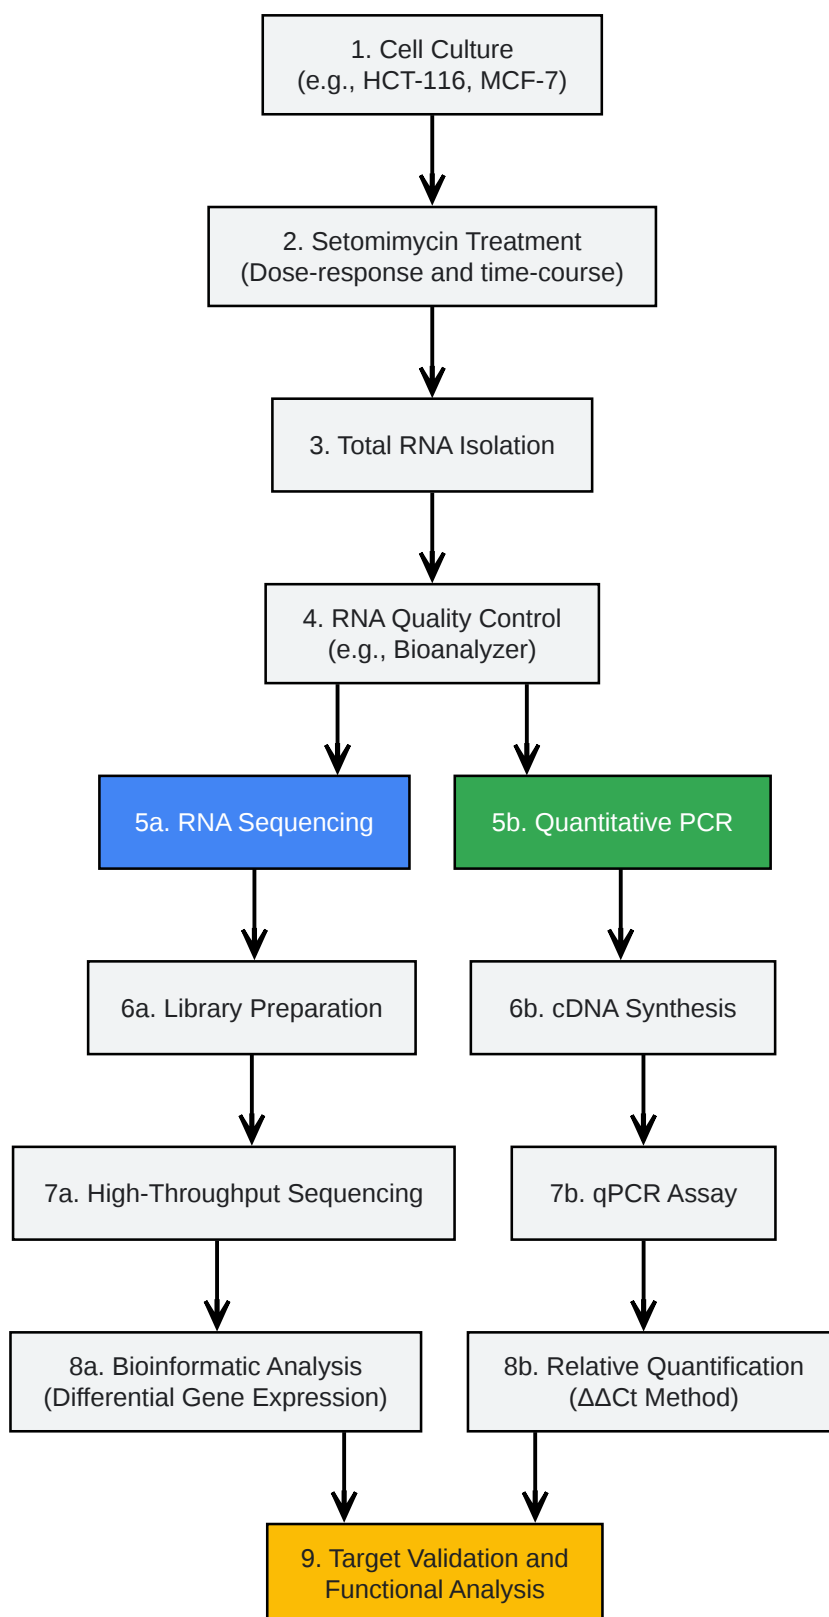 1. Cell Culture
(e.g., HCT-116, MCF-7)
2. Setomimycin Treatment
(Dose-response and time-course)
3. Total RNA Isolation
4. RNA Quality Control
(e.g., Bioanalyzer)
5a. RNA Sequencing
5b. Quantitative PCR
6a. Library Preparation
6b. cDNA Synthesis
7a. High-Throughput Sequencing
7b. qPCR Assay
8a. Bioinformatic Analysis
(Differential Gene Expression)
8b. Relative Quantification
(ΔΔCt Method)
9. Target Validation and
Functional Analysis